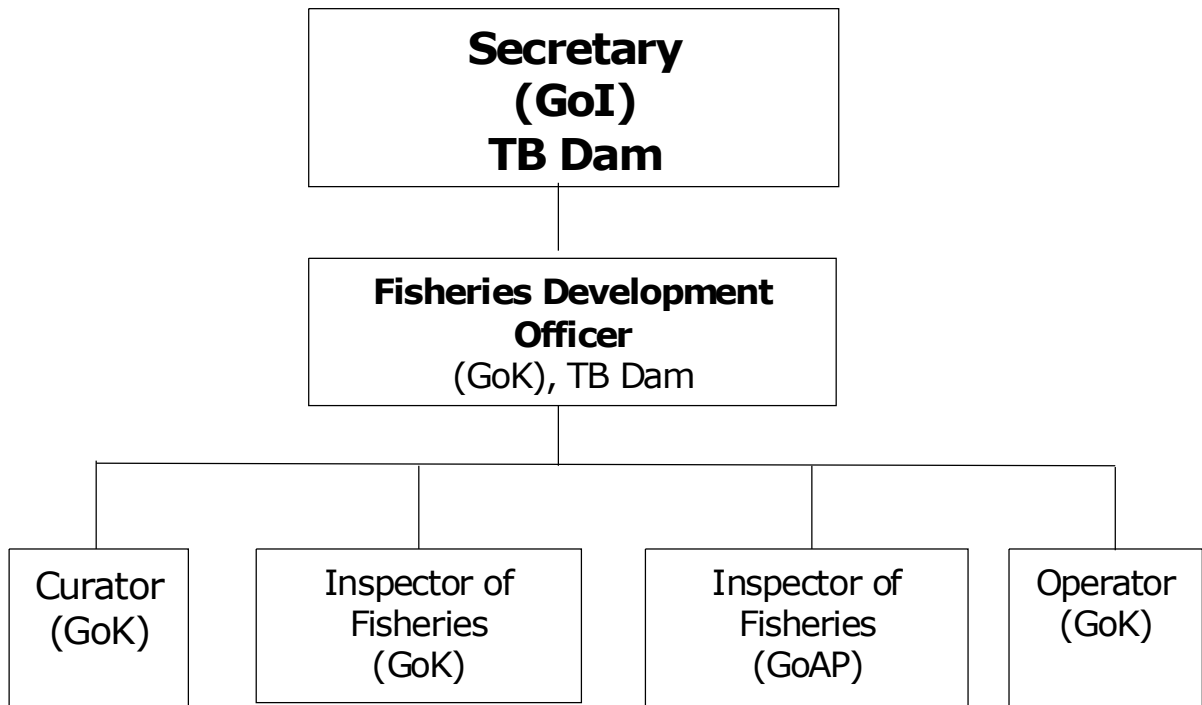 Secretary
(GoI)
TB Dam
Fisheries Development
Officer
(GoK), TB Dam
Curator
(GoK)
Inspector of
Fisheries
(GoK)
Inspector of
Fisheries
(GoAP)
Operator
(GoK)